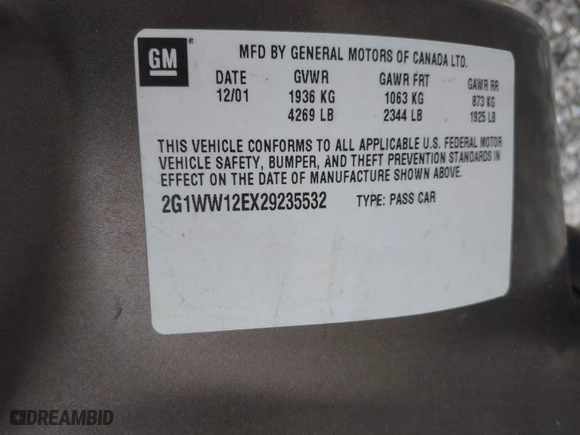 GM
MFD BY GENERAL MOTORS OF CANADA LTD.
DATE GVWR GAWR FRT GAWR RR
12/01 1936 KG 1063 KG 873 KG
4269 LB 2344 LB 1925 LB
THIS VEHICLE CONFORMS TO ALL APPLICABLE U.S. FEDERAL MOTOR
VEHICLE SAFETY, BUMPER, AND THEFT PREVENTION STANDARDS IN
EFFECT ON THE DATE OF MANUFACTURE SHOWN ABOVE.
2G1WW12EX29235532 TYPE: PASS CAR
DREAMBID